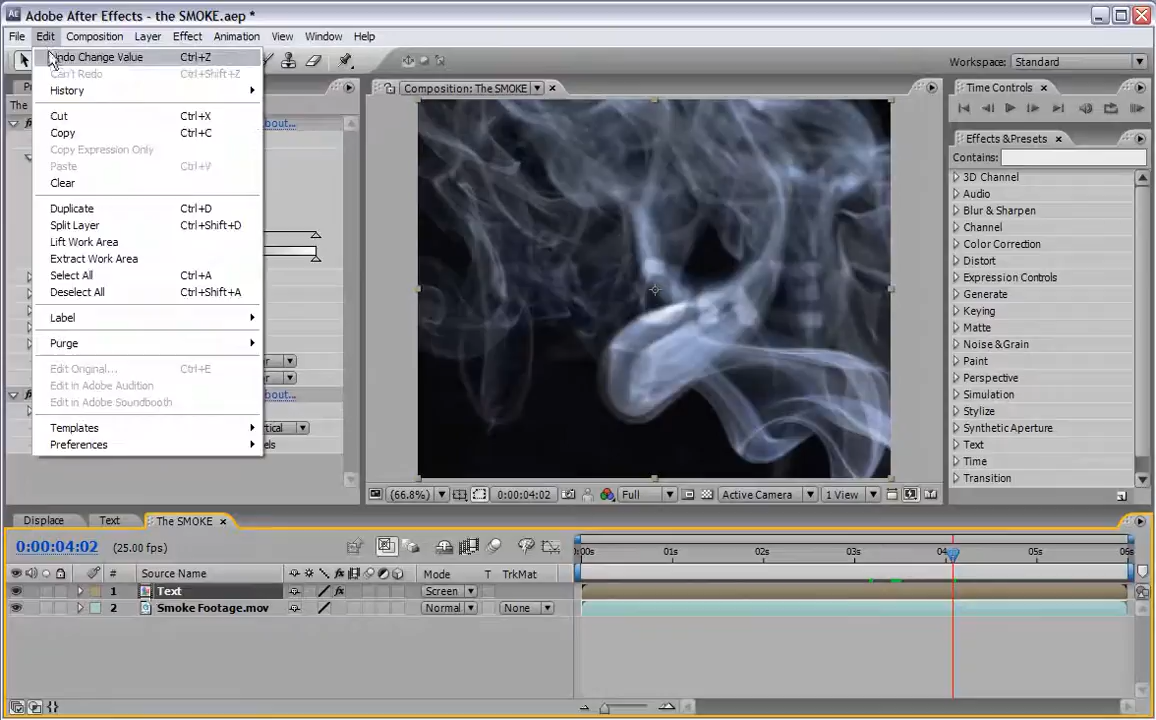 Adobe After Effects - the SMOKE.aep *
File Edit Composition Layer Effect Animation View Window Help
Workspace: Standard
Undo Change Value Ctrl+Z
Can't Redo Ctrl+Shift+Z
History
Cut Ctrl+X
Copy Ctrl+C
Copy Expression Only
Paste Ctrl+V
Clear
Duplicate Ctrl+D
Split Layer Ctrl+Shift+D
Lift Work Area
Extract Work Area
Select All Ctrl+A
Deselect All Ctrl+Shift+A
Label
Purge
Edit Original... Ctrl+E
Edit in Adobe Audition
Edit in Adobe Soundbooth
Templates
Preferences
The
about...
about...
Composition: The SMOKE
(66.8%) 0:00:04:02 Full Active Camera 1 View
Time Controls
Effects & Presets
Contains:
3D Channel
Audio
Blur & Sharpen
Channel
Color Correction
Distort
Expression Controls
Generate
Keying
Matte
Noise & Grain
Paint
Perspective
Simulation
Stylize
Synthetic Aperture
Text
Time
Transition
Displace Text The SMOKE
0:00:04:02 (25.00 fps)
:00s 01s 02s 03s 04 05s 06s
# Source Name Mode T TrkMat
1 Text Screen
2 Smoke Footage.mov Normal None